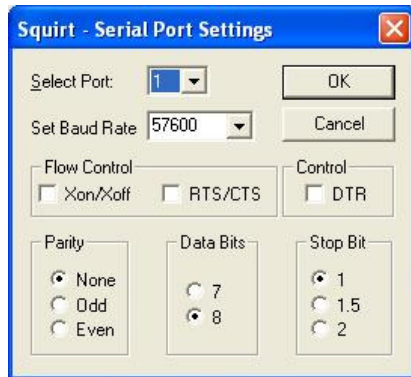 Squirt - Serial Port Settings
Select Port: 1
OK
Set Baud Rate 57600
Cancel
Flow Control
Xon/Xoff RTS/CTS
Control
DTR
Parity
None
Odd
Even
Data Bits
7
8
Stop Bit
1
1.5
2